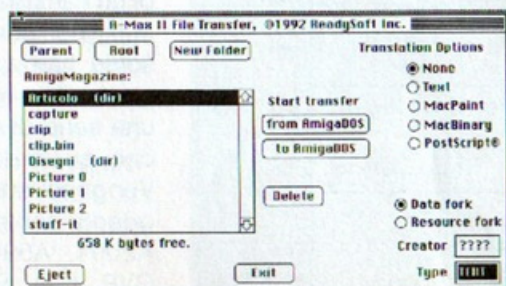 A-Max II File Transfer, ©1992 ReadySoft Inc.
Parent
Root
New Folder
AmigaMagazine:
Articolo (dir)
capture
clip
clip.bin
Disegni (dir)
Picture 0
Picture 1
Picture 2
stuff-it
658 K bytes free.
Eject
Exit
Start transfer
from AmigaDOS
to AmigaDOS
Delete
Translation Options
None
Text
MacPaint
MacBinary
PostScript®
Data fork
Resource fork
Creator ????
Type TEXT